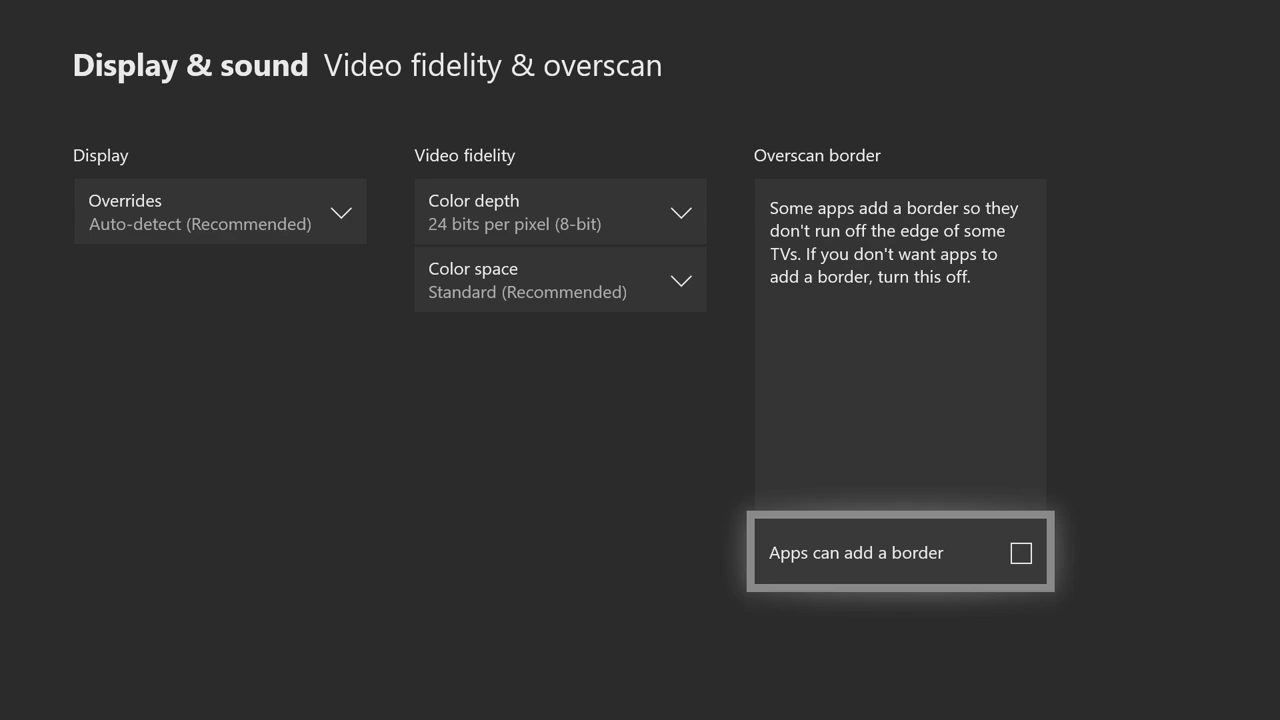 Display & sound Video fidelity & overscan
Display
Overrides
Auto-detect (Recommended)
Video fidelity
Color depth
24 bits per pixel (8-bit)
Color space
Standard (Recommended)
Overscan border
Some apps add a border so they
don't run off the edge of some
TVs. If you don't want apps to
add a border, turn this off.
Apps can add a border